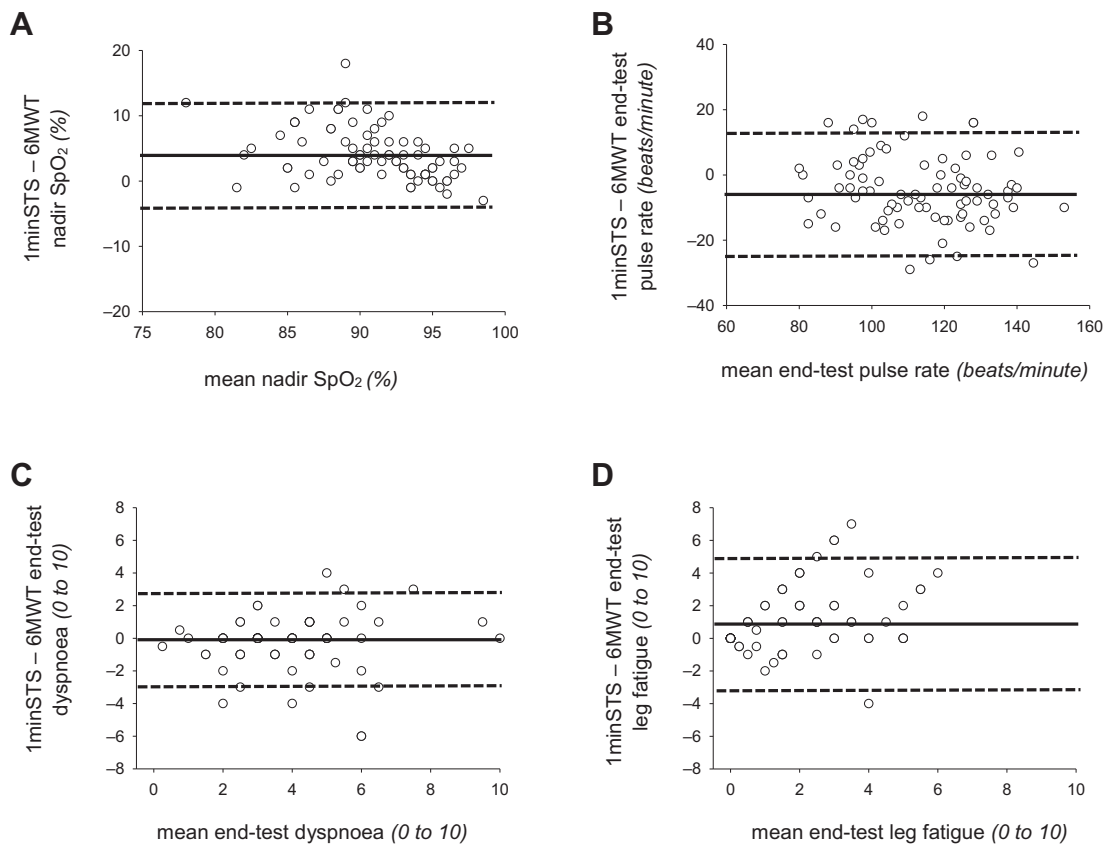 A
1minSTS – 6MWT
nadir SpO₂ (%)
20
10
0
–10
–20
75 80 85 90 95 100
mean nadir SpO₂ (%)
B
1minSTS – 6MWT end-test
pulse rate (beats/minute)
40
20
0
–20
–40
60 80 100 120 140 160
mean end-test pulse rate (beats/minute)
C
1minSTS – 6MWT end-test
dyspnoea (0 to 10)
8
6
4
2
0
–2
–4
–6
–8
0 2 4 6 8 10
mean end-test dyspnoea (0 to 10)
D
1minSTS – 6MWT end-test
leg fatigue (0 to 10)
8
6
4
2
0
–2
–4
–6
–8
0 2 4 6 8 10
mean end-test leg fatigue (0 to 10)